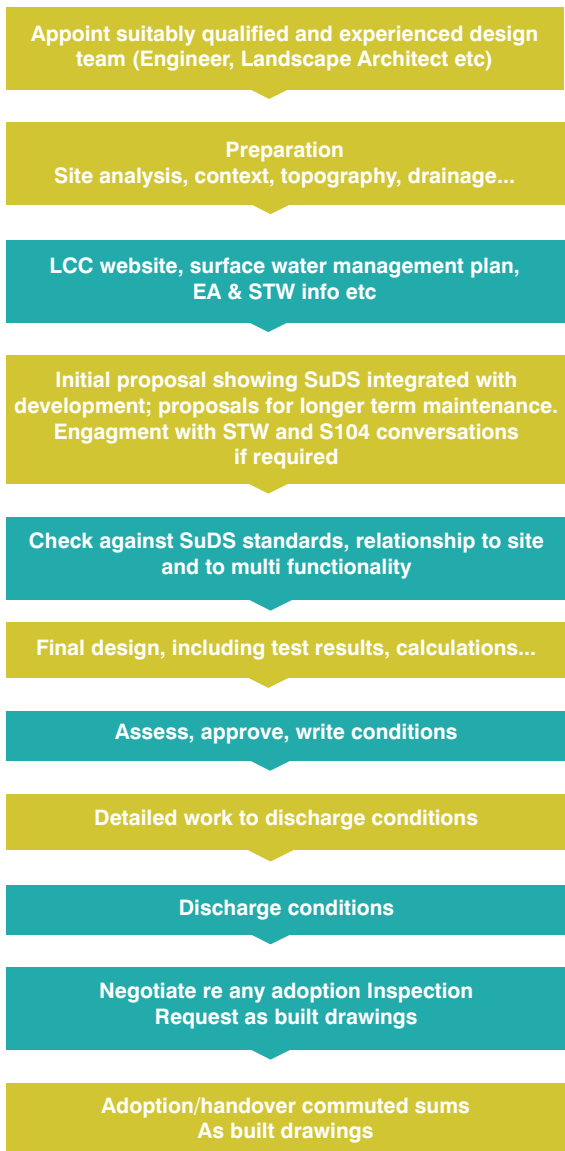 Appoint suitably qualified and experienced design
team (Engineer, Landscape Architect etc)
Preparation
Site analysis, context, topography, drainage...
LCC website, surface water management plan,
EA & STW info etc
Initial proposal showing SuDS integrated with
development; proposals for longer term maintenance.
Engagment with STW and S104 conversations
if required
Check against SuDS standards, relationship to site
and to multi functionality
Final design, including test results, calculations...
Assess, approve, write conditions
Detailed work to discharge conditions
Discharge conditions
Negotiate re any adoption Inspection
Request as built drawings
Adoption/handover commuted sums
As built drawings